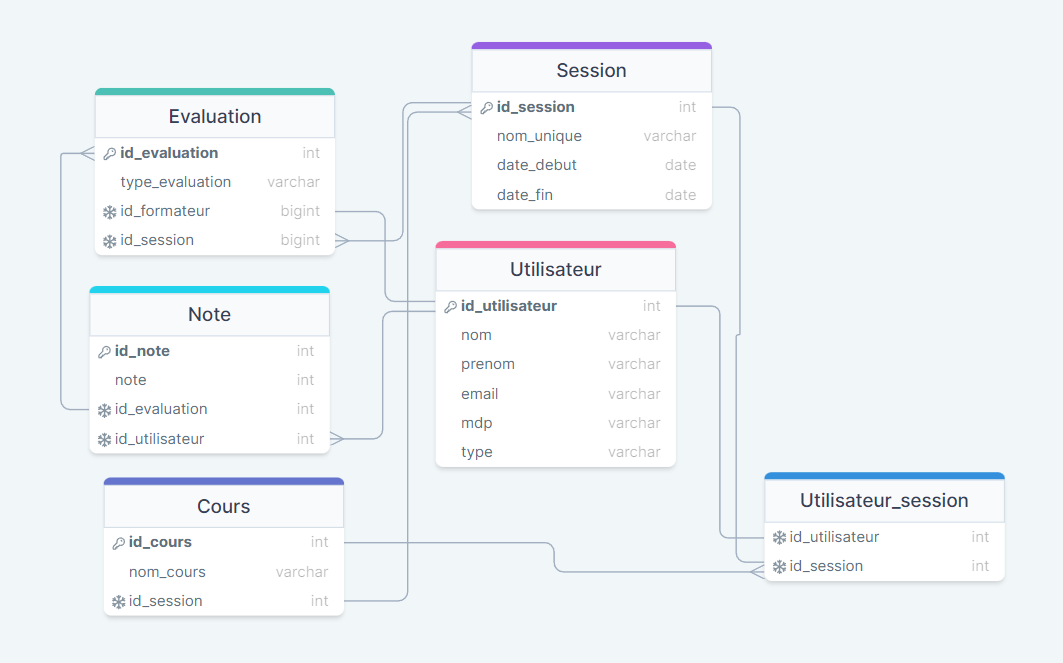 Session
id_session int
nom_unique varchar
date_debut date
date_fin date
Evaluation
id_evaluation int
type_evaluation varchar
id_formateur bigint
id_session bigint
Utilisateur
id_utilisateur int
nom varchar
prenom varchar
email varchar
mdp varchar
type varchar
Note
id_note int
note int
id_evaluation int
id_utilisateur int
Cours
id_cours int
nom_cours varchar
id_session int
Utilisateur_session
id_utilisateur int
id_session int